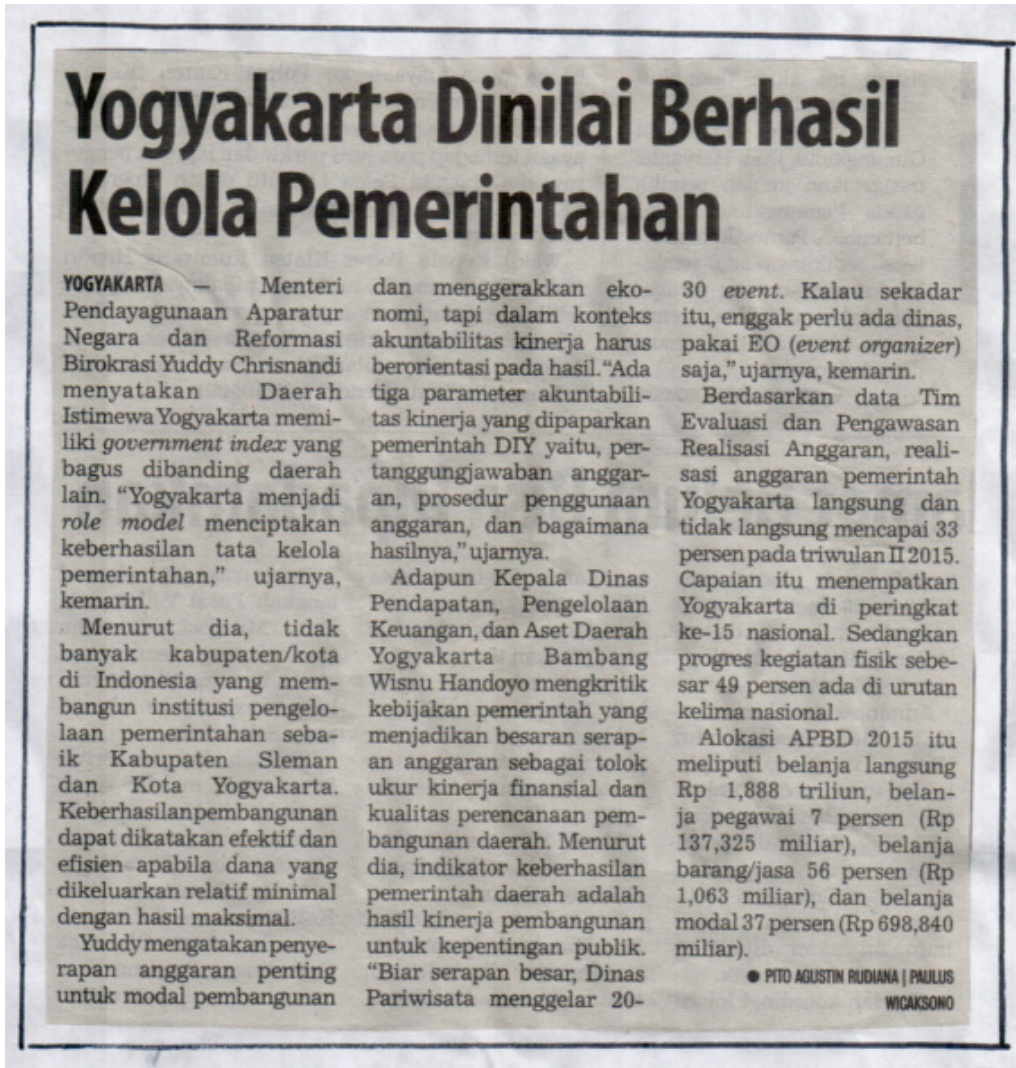 Yogyakarta Dinilai Berhasil
Kelola Pemerintahan
YOGYAKARTA — Menteri
Pendayagunaan Aparatur
Negara dan Reformasi
Birokrasi Yuddy Chrisnandi
menyatakan Daerah
Istimewa Yogyakarta memi-
liki government index yang
bagus dibanding daerah
lain. “Yogyakarta menjadi
role model menciptakan
keberhasilan tata kelola
pemerintahan,” ujarnya,
kemarin.
Menurut dia, tidak
banyak kabupaten/kota
di Indonesia yang mem-
bangun institusi pengelo-
laan pemerintahan seba-
ik Kabupaten Sleman
dan Kota Yogyakarta.
Keberhasilan pembangunan
dapat dikatakan efektif dan
efisien apabila dana yang
dikeluarkan relatif minimal
dengan hasil maksimal.
Yuddy mengatakan penye-
rapan anggaran penting
untuk modal pembangunan
dan menggerakkan eko-
nomi, tapi dalam konteks
akuntabilitas kinerja harus
berorientasi pada hasil. “Ada
tiga parameter akuntabili-
tas kinerja yang dipaparkan
pemerintah DIY yaitu, per-
tanggungjawaban anggar-
an, prosedur penggunaan
anggaran, dan bagaimana
hasilnya,” ujarnya.
Adapun Kepala Dinas
Pendapatan, Pengelolaan
Keuangan, dan Aset Daerah
Yogyakarta Bambang
Wisnu Handoyo mengkritik
kebijakan pemerintah yang
menjadikan besaran serap-
an anggaran sebagai tolok
ukur kinerja finansial dan
kualitas perencanaan pem-
bangunan daerah. Menurut
dia, indikator keberhasilan
pemerintah daerah adalah
hasil kinerja pembangunan
untuk kepentingan publik.
“Biar serapan besar, Dinas
Pariwisata menggelar 20-
30 event. Kalau sekadar
itu, enggak perlu ada dinas,
pakai EO (event organizer)
saja,” ujarnya, kemarin.
Berdasarkan data Tim
Evaluasi dan Pengawasan
Realisasi Anggaran, reali-
sasi anggaran pemerintah
Yogyakarta langsung dan
tidak langsung mencapai 33
persen pada triwulan II 2015.
Capaian itu menempatkan
Yogyakarta di peringkat
ke-15 nasional. Sedangkan
progres kegiatan fisik sebe-
sar 49 persen ada di urutan
kelima nasional.
Alokasi APBD 2015 itu
meliputi belanja langsung
Rp 1,888 triliun, belan-
ja pegawai 7 persen (Rp
137,325 miliar), belanja
barang/jasa 56 persen (Rp
1,063 miliar), dan belanja
modal 37 persen (Rp 698,840
miliar).
● PITO AGUSTIN RUDIANA | PAULUS
WICAKSONO